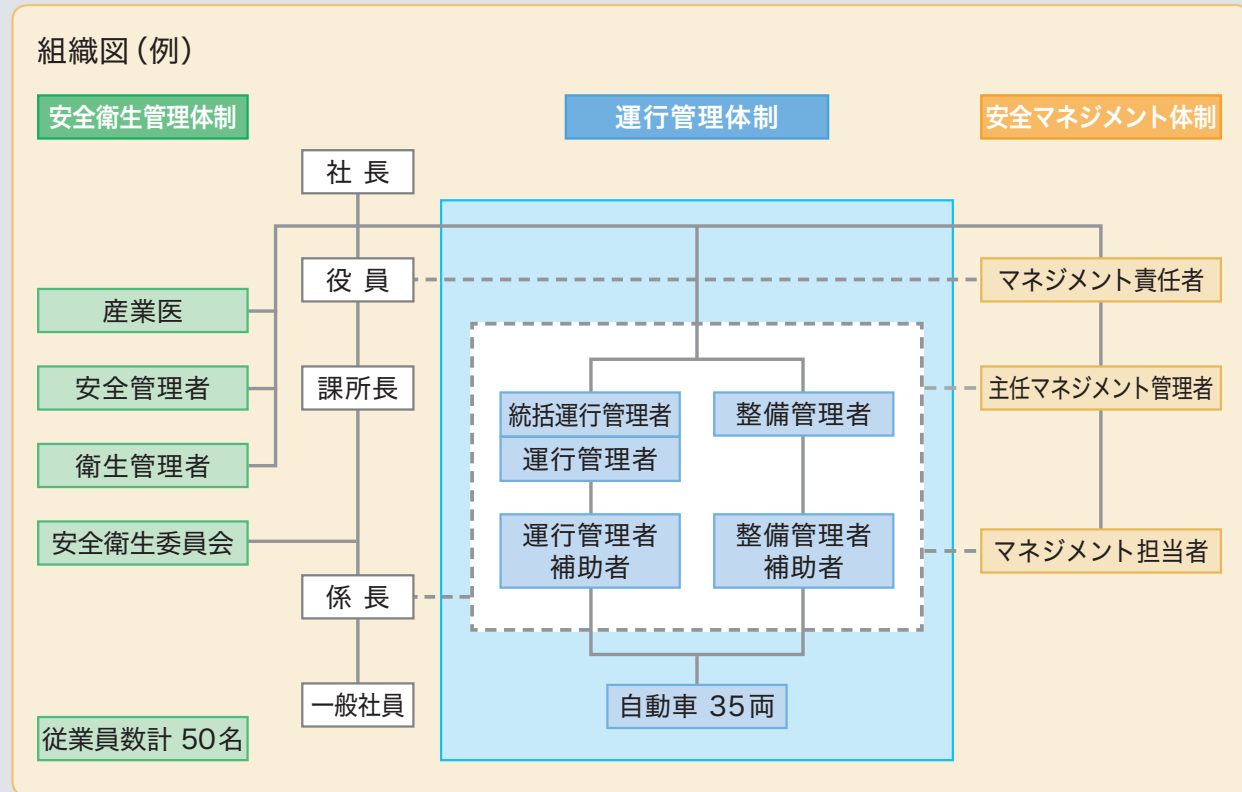 組織図(例)
安全衛生管理体制
運行管理体制
安全マネジメント体制
社 長
役 員
マネジメント責任者
産業医
安全管理者
課所長
統括運行管理者
整備管理者
主任マネジメント管理者
運行管理者
衛生管理者
安全衛生委員会
運行管理者
補助者
整備管理者
補助者
マネジメント担当者
係 長
一般社員
自動車 35両
従業員数計 50名